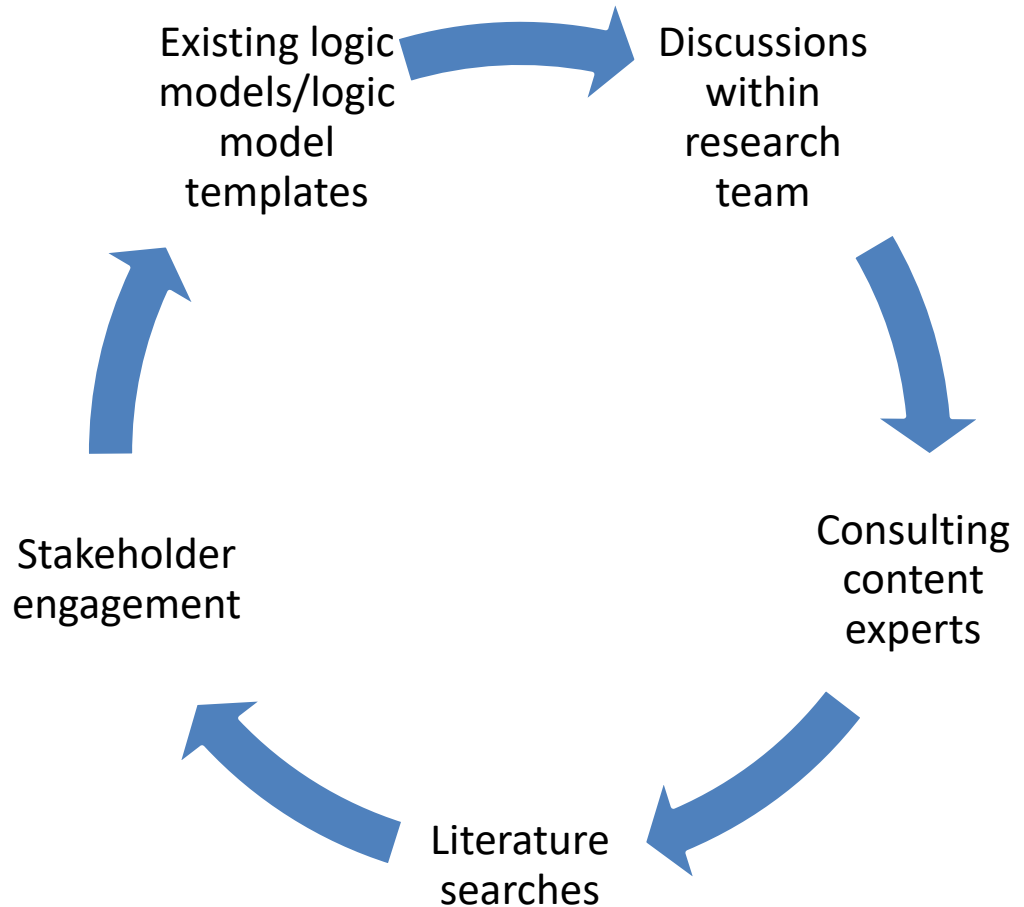 Existing logic
models/logic
model
templates
Discussions
within
research
team
Consulting
content
experts
Literature
searches
Stakeholder
engagement